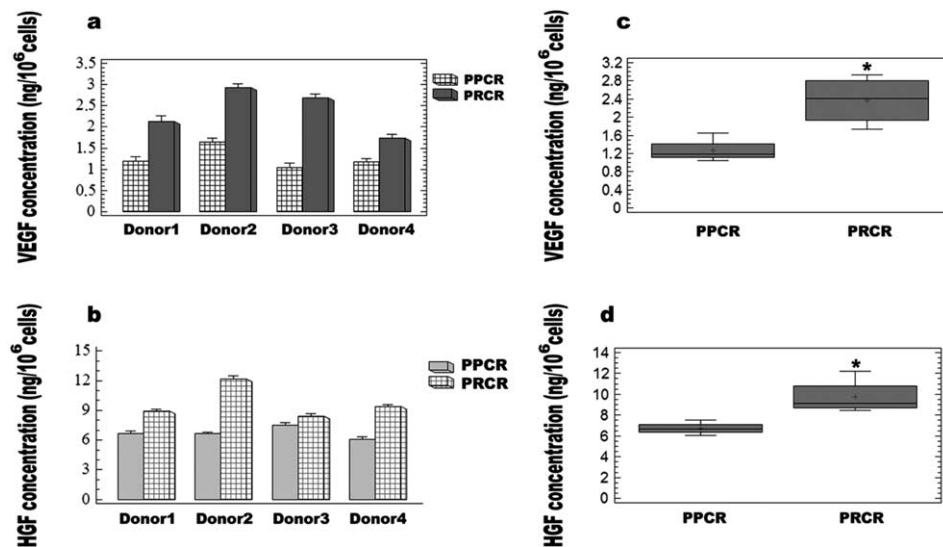 a
VEGF concentration (ng/10⁶cells)
3.5
3
2.5
2
1.5
1
0.5
0
Donor1 Donor2 Donor3 Donor4
PPCR
PRCR
c
VEGF concentration (ng/10⁶cells)
3.2
2.8
2.4
2
1.6
1.2
0.8
0.4
0
*
PPCR PRCR
b
HGF concentration (ng/10⁶cells)
15
12
9
6
3
0
Donor1 Donor2 Donor3 Donor4
PPCR
PRCR
d
HGF concentration (ng/10⁶cells)
14
12
10
8
6
4
2
0
*
PPCR PRCR